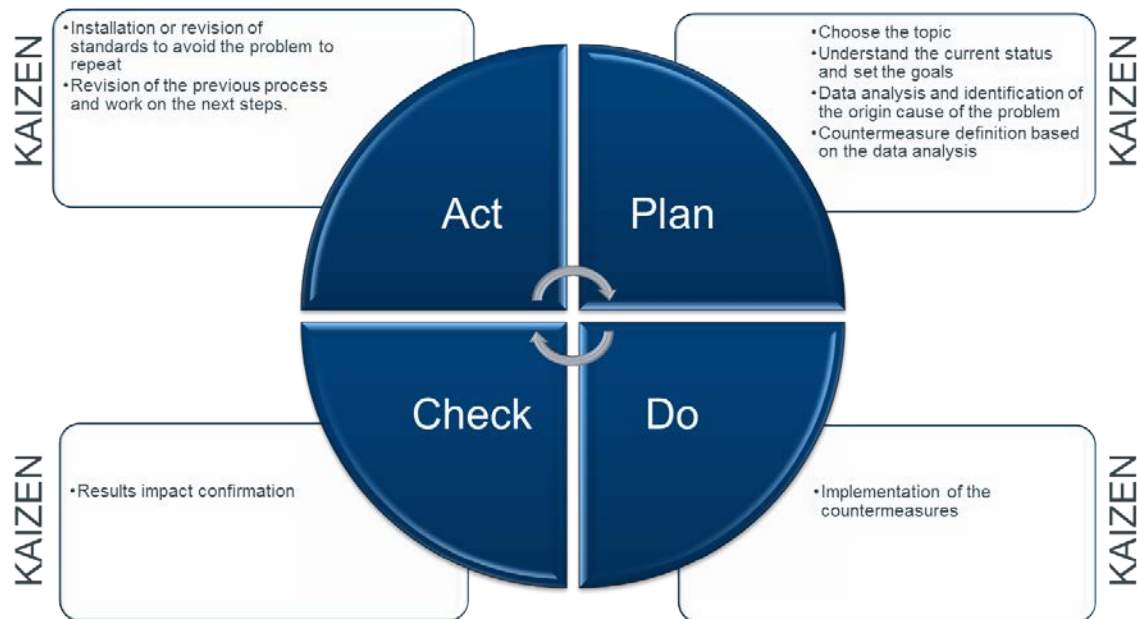 KAIZEN
•Installation or revision of
standards to avoid the problem to
repeat
•Revision of the previous process
and work on the next steps.
•Choose the topic
•Understand the current status
and set the goals
•Data analysis and identification of
the origin cause of the problem
•Countermeasure definition based
on the data analysis
KAIZEN
Act
Plan
Check
Do
KAIZEN
•Results impact confirmation
•Implementation of the
countermeasures
KAIZEN